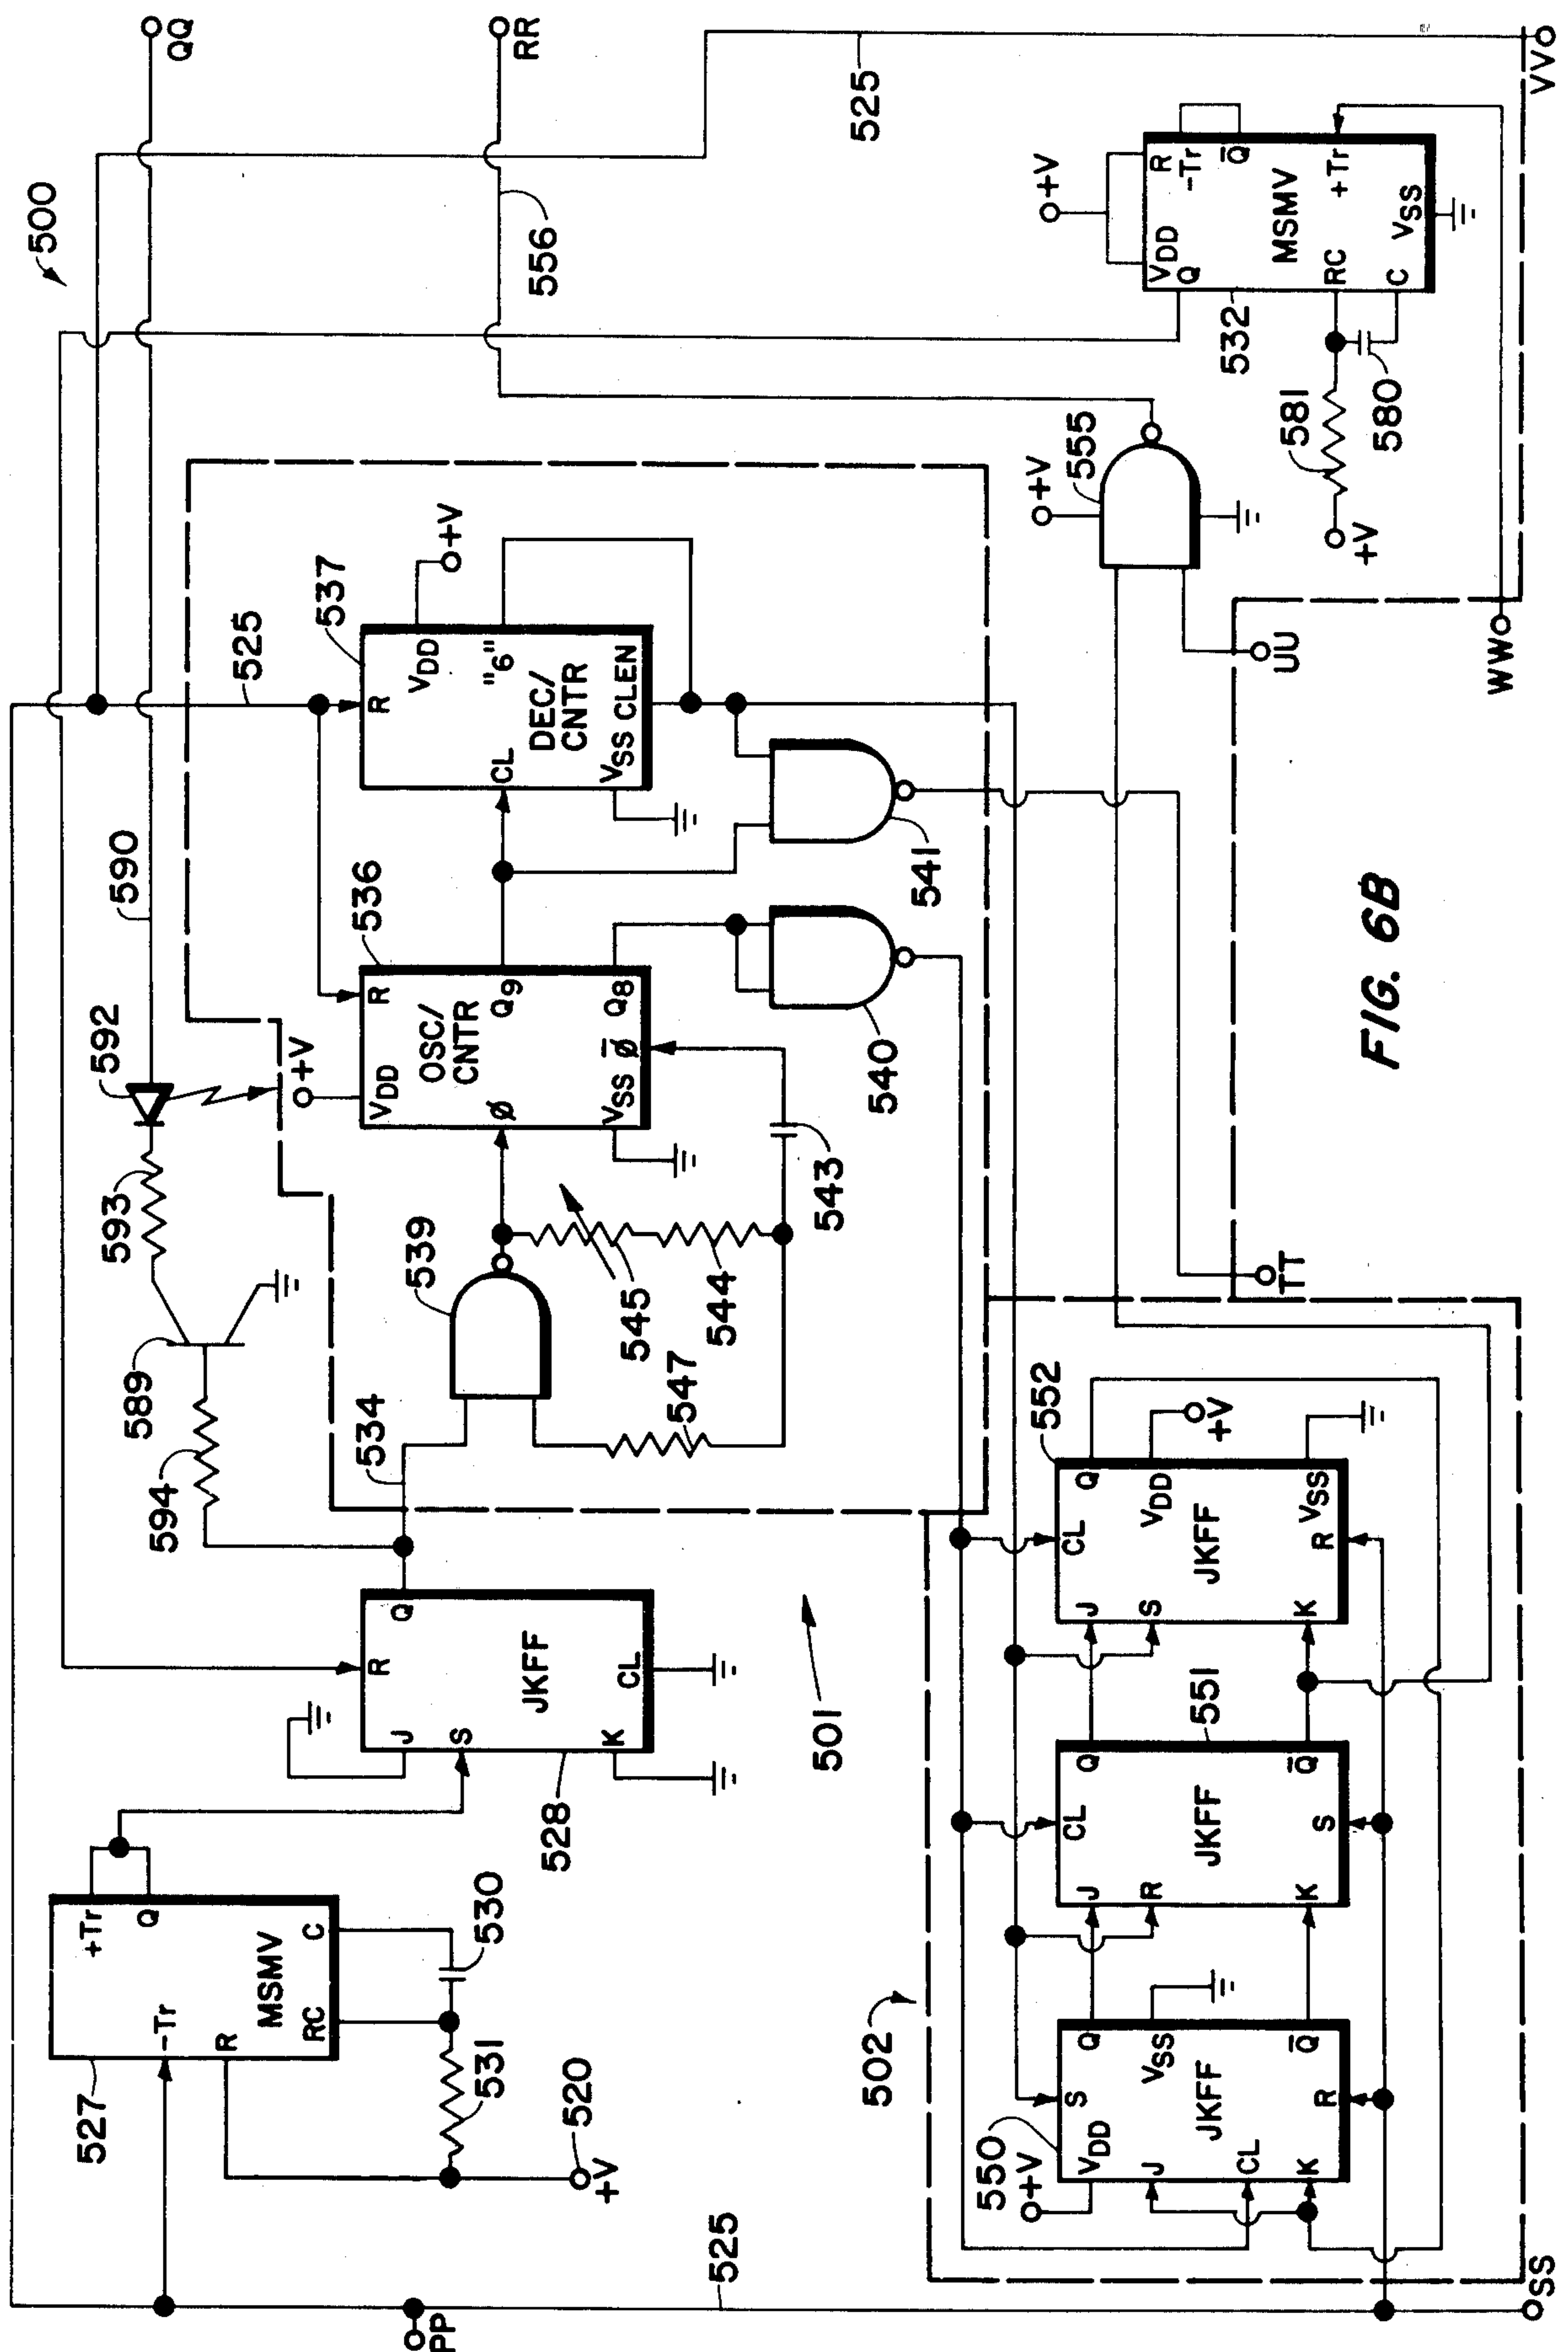 500
QQ
RR
VV
525
556
590
592
593
594
589
+V
527
+Tr
Q
-Tr
R
MSMV
RC
C
530
531
520
+V
PP
525
528
J
S
K
R
Q
JKFF
CL
501
534
539
545
544
547
543
536
VDD
R
OSC/
CNTR
Ø
Q9
Q8
Ø
VSS
540
525
537
R
VDD
+V
"6"
DEC/
CNTR
CL
VSS
CLEN
541
502
550
+V
VDD
S
Q
J
JKFF
VSS
CL
K
R
Q
551
CL
J
Q
R
JKFF
K
S
Q
552
CL
J
Q
S
VDD
+V
JKFF
K
R
VSS
SS
TT
UU
WW
555
+V
532
+V
VDD
R
Q
-Tr
Q
MSMV
RC
+Tr
C
VSS
581
580
+V
FIG. 6B